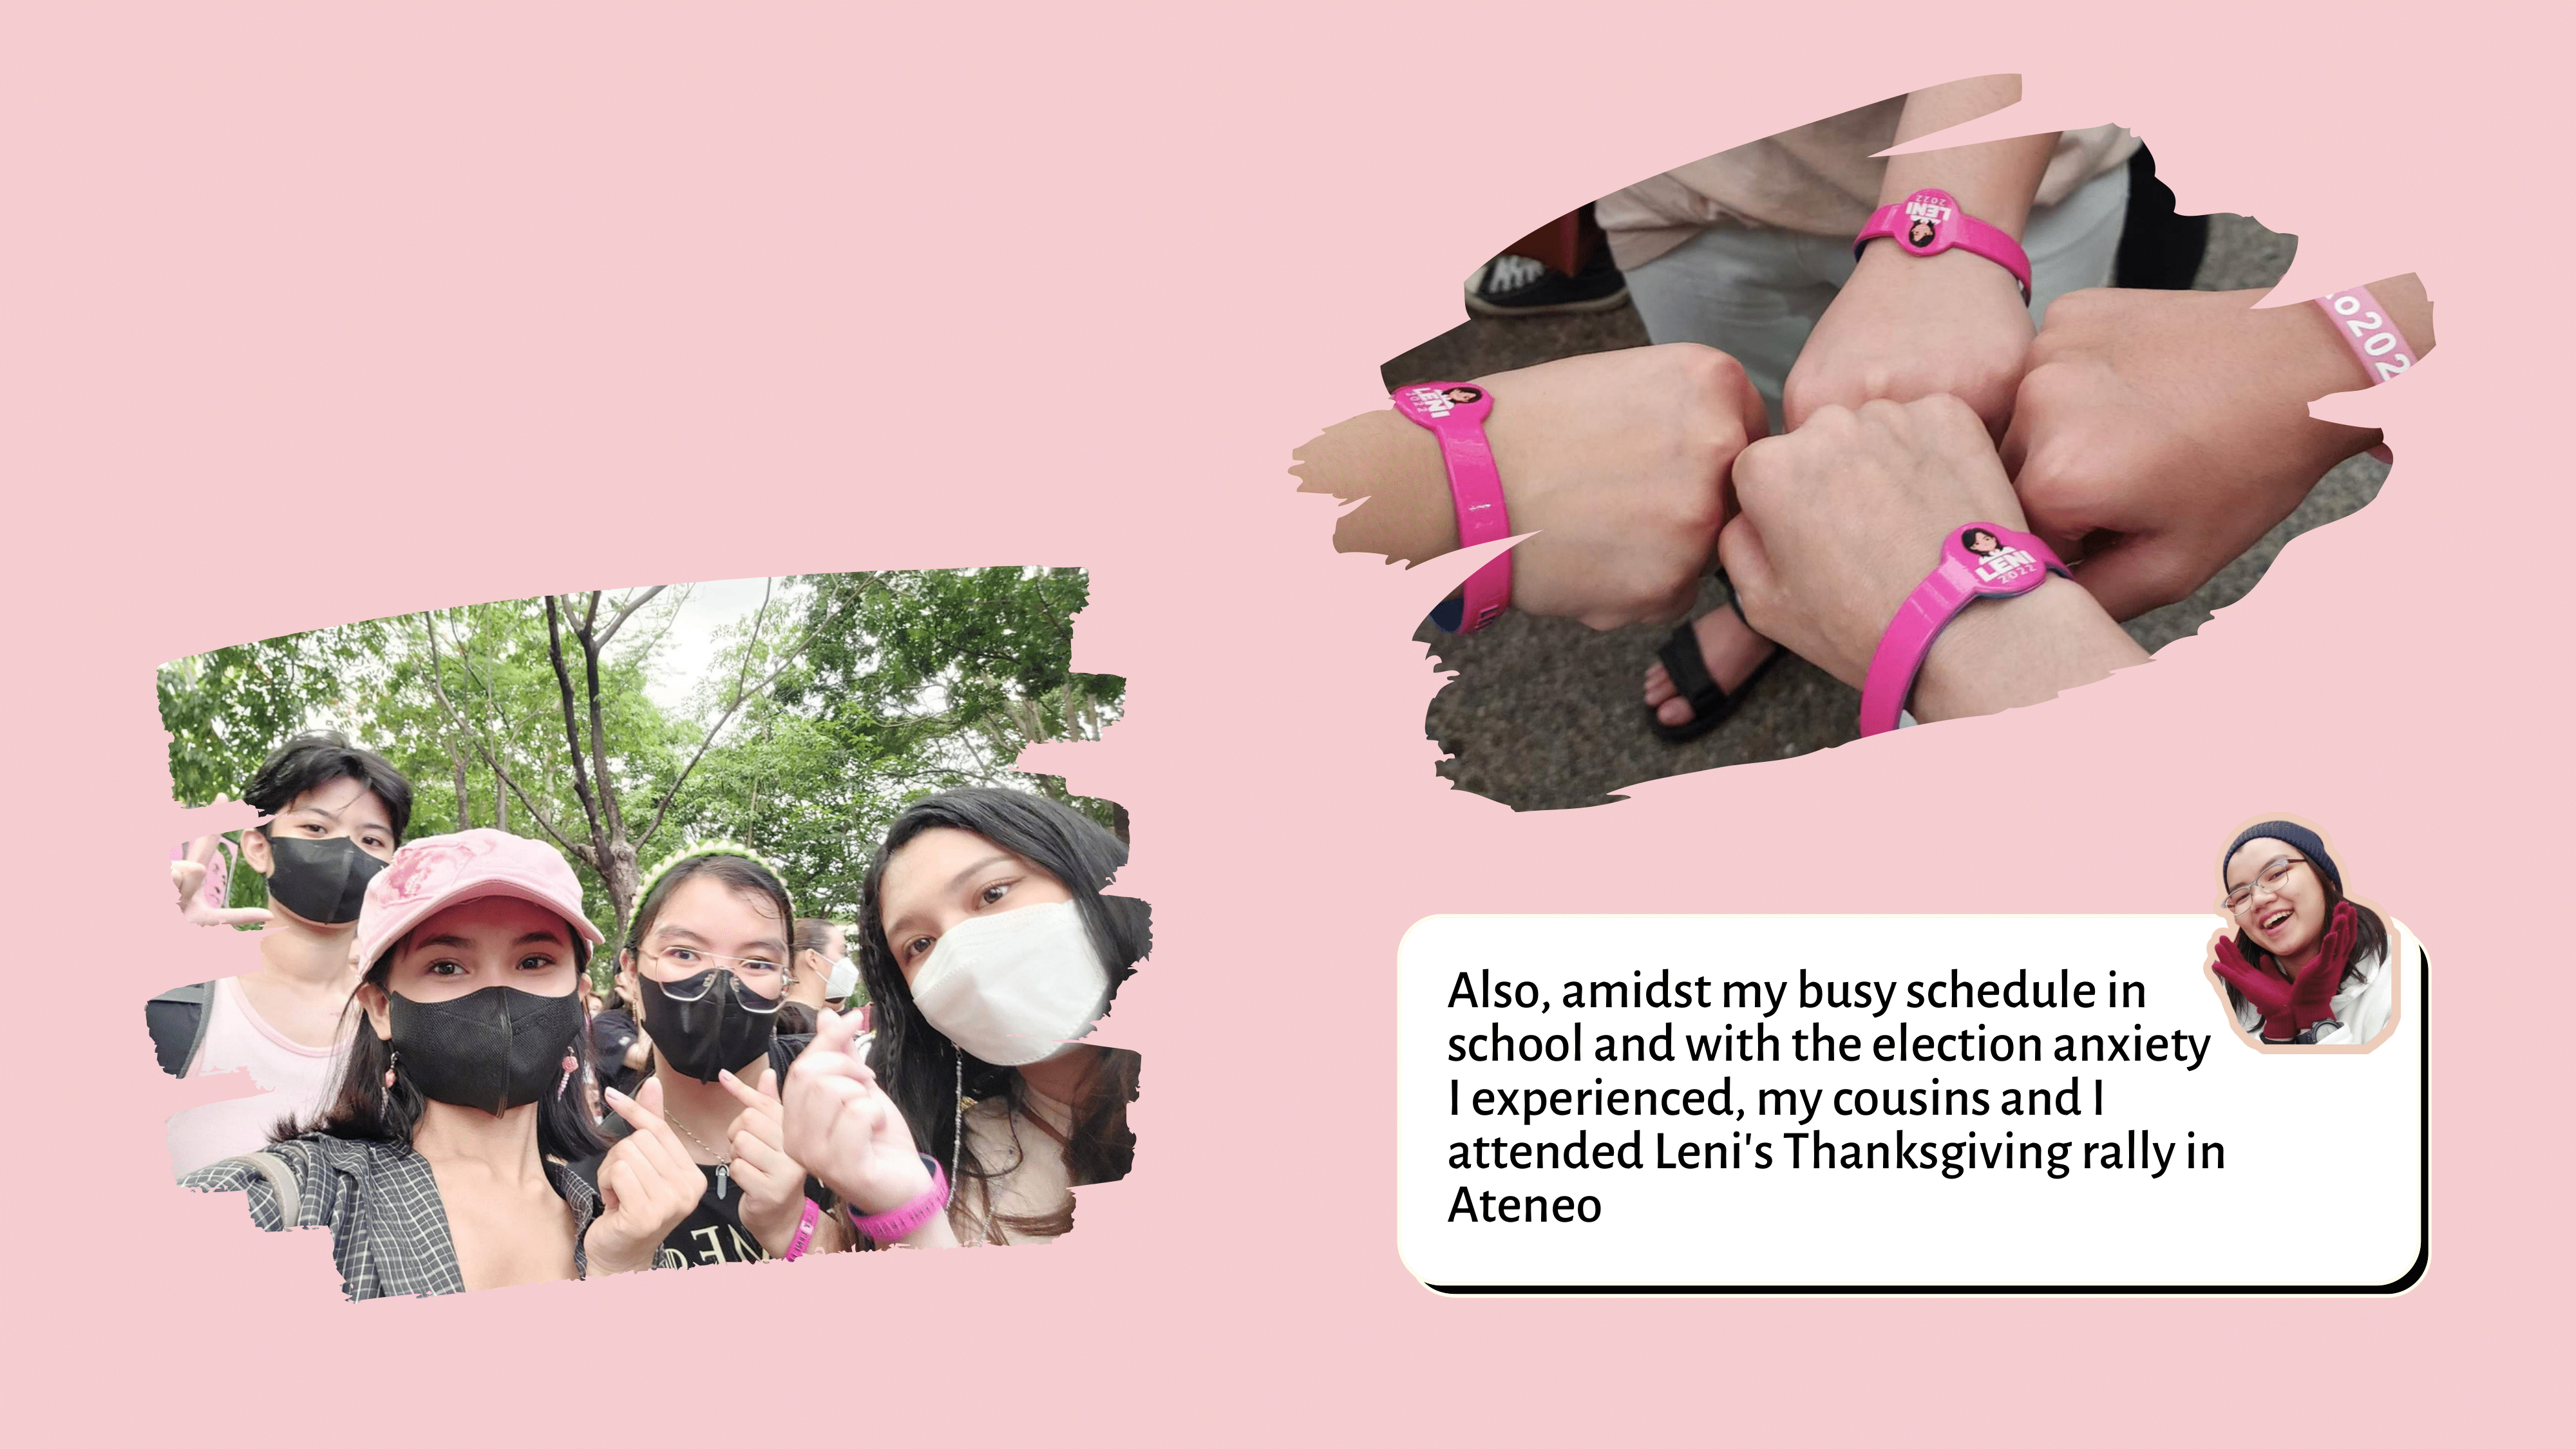 LENI
2022
o202
LENI
2022
LENI
2022
Also, amidst my busy schedule in
school and with the election anxiety
I experienced, my cousins and I
attended Leni's Thanksgiving rally in
Ateneo